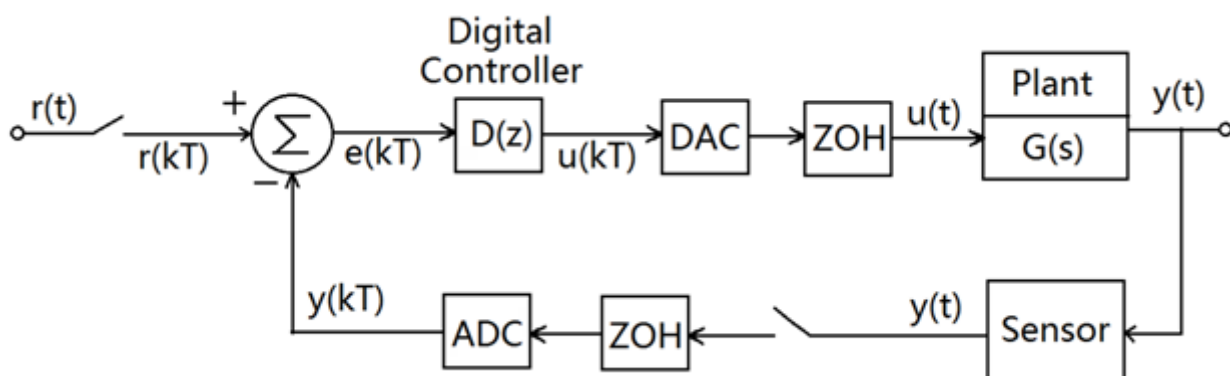 Digital
Controller
r(t)
r(kT)
+
−
Σ
e(kT)
D(z)
u(kT)
DAC
ZOH
u(t)
Plant
G(s)
y(t)
y(kT)
ADC
ZOH
y(t)
Sensor